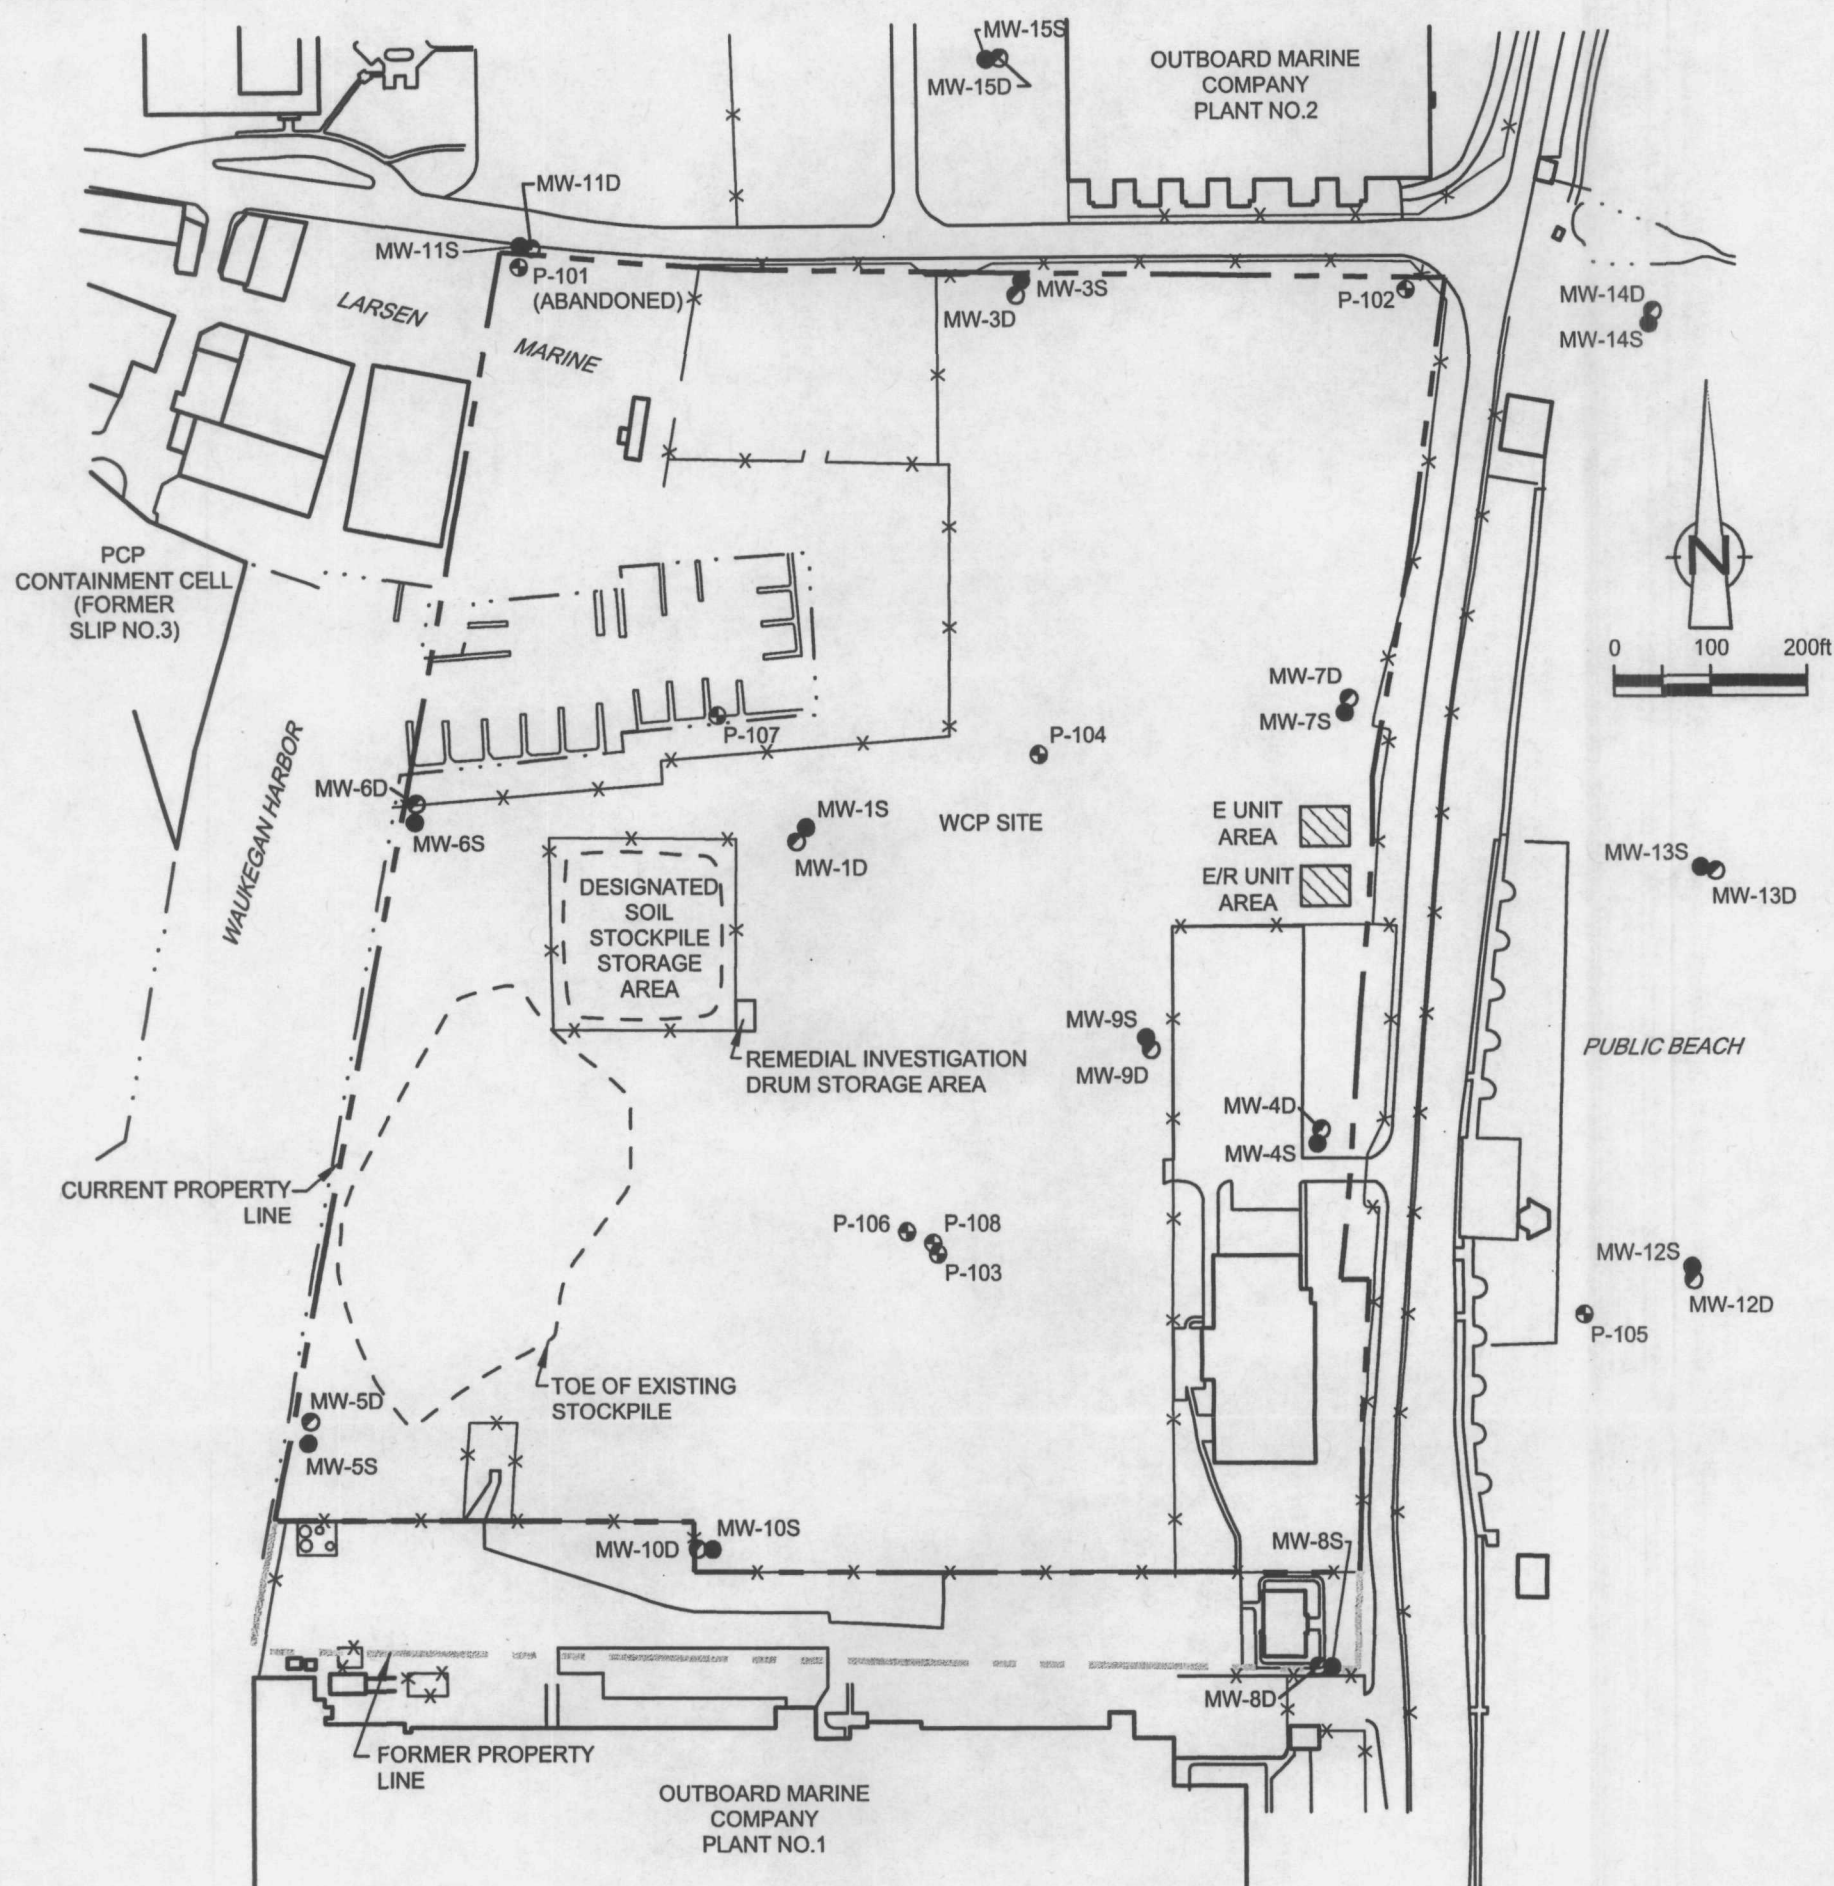 MW-15S
MW-15D
OUTBOARD MARINE
COMPANY
PLANT NO.2
MW-11D
MW-11S
P-101
(ABANDONED)
LARSEN
MARINE
MW-3S
MW-3D
P-102
MW-14D
MW-14S
N
0 100 200ft
PCP
CONTAINMENT CELL
(FORMER
SLIP NO.3)
P-107
P-104
MW-7D
MW-7S
WAUKEGAN HARBOR
MW-6D
MW-6S
MW-1S
MW-1D
WCP SITE
E UNIT
AREA
E/R UNIT
AREA
MW-13S
MW-13D
DESIGNATED
SOIL
STOCKPILE
STORAGE
AREA
REMEDIAL INVESTIGATION
DRUM STORAGE AREA
MW-9S
MW-9D
PUBLIC BEACH
MW-4D
MW-4S
CURRENT PROPERTY
LINE
P-106
P-108
P-103
MW-12S
MW-12D
P-105
TOE OF EXISTING
STOCKPILE
MW-5D
MW-5S
MW-10S
MW-10D
MW-8S
MW-8D
FORMER PROPERTY
LINE
OUTBOARD MARINE
COMPANY
PLANT NO.1